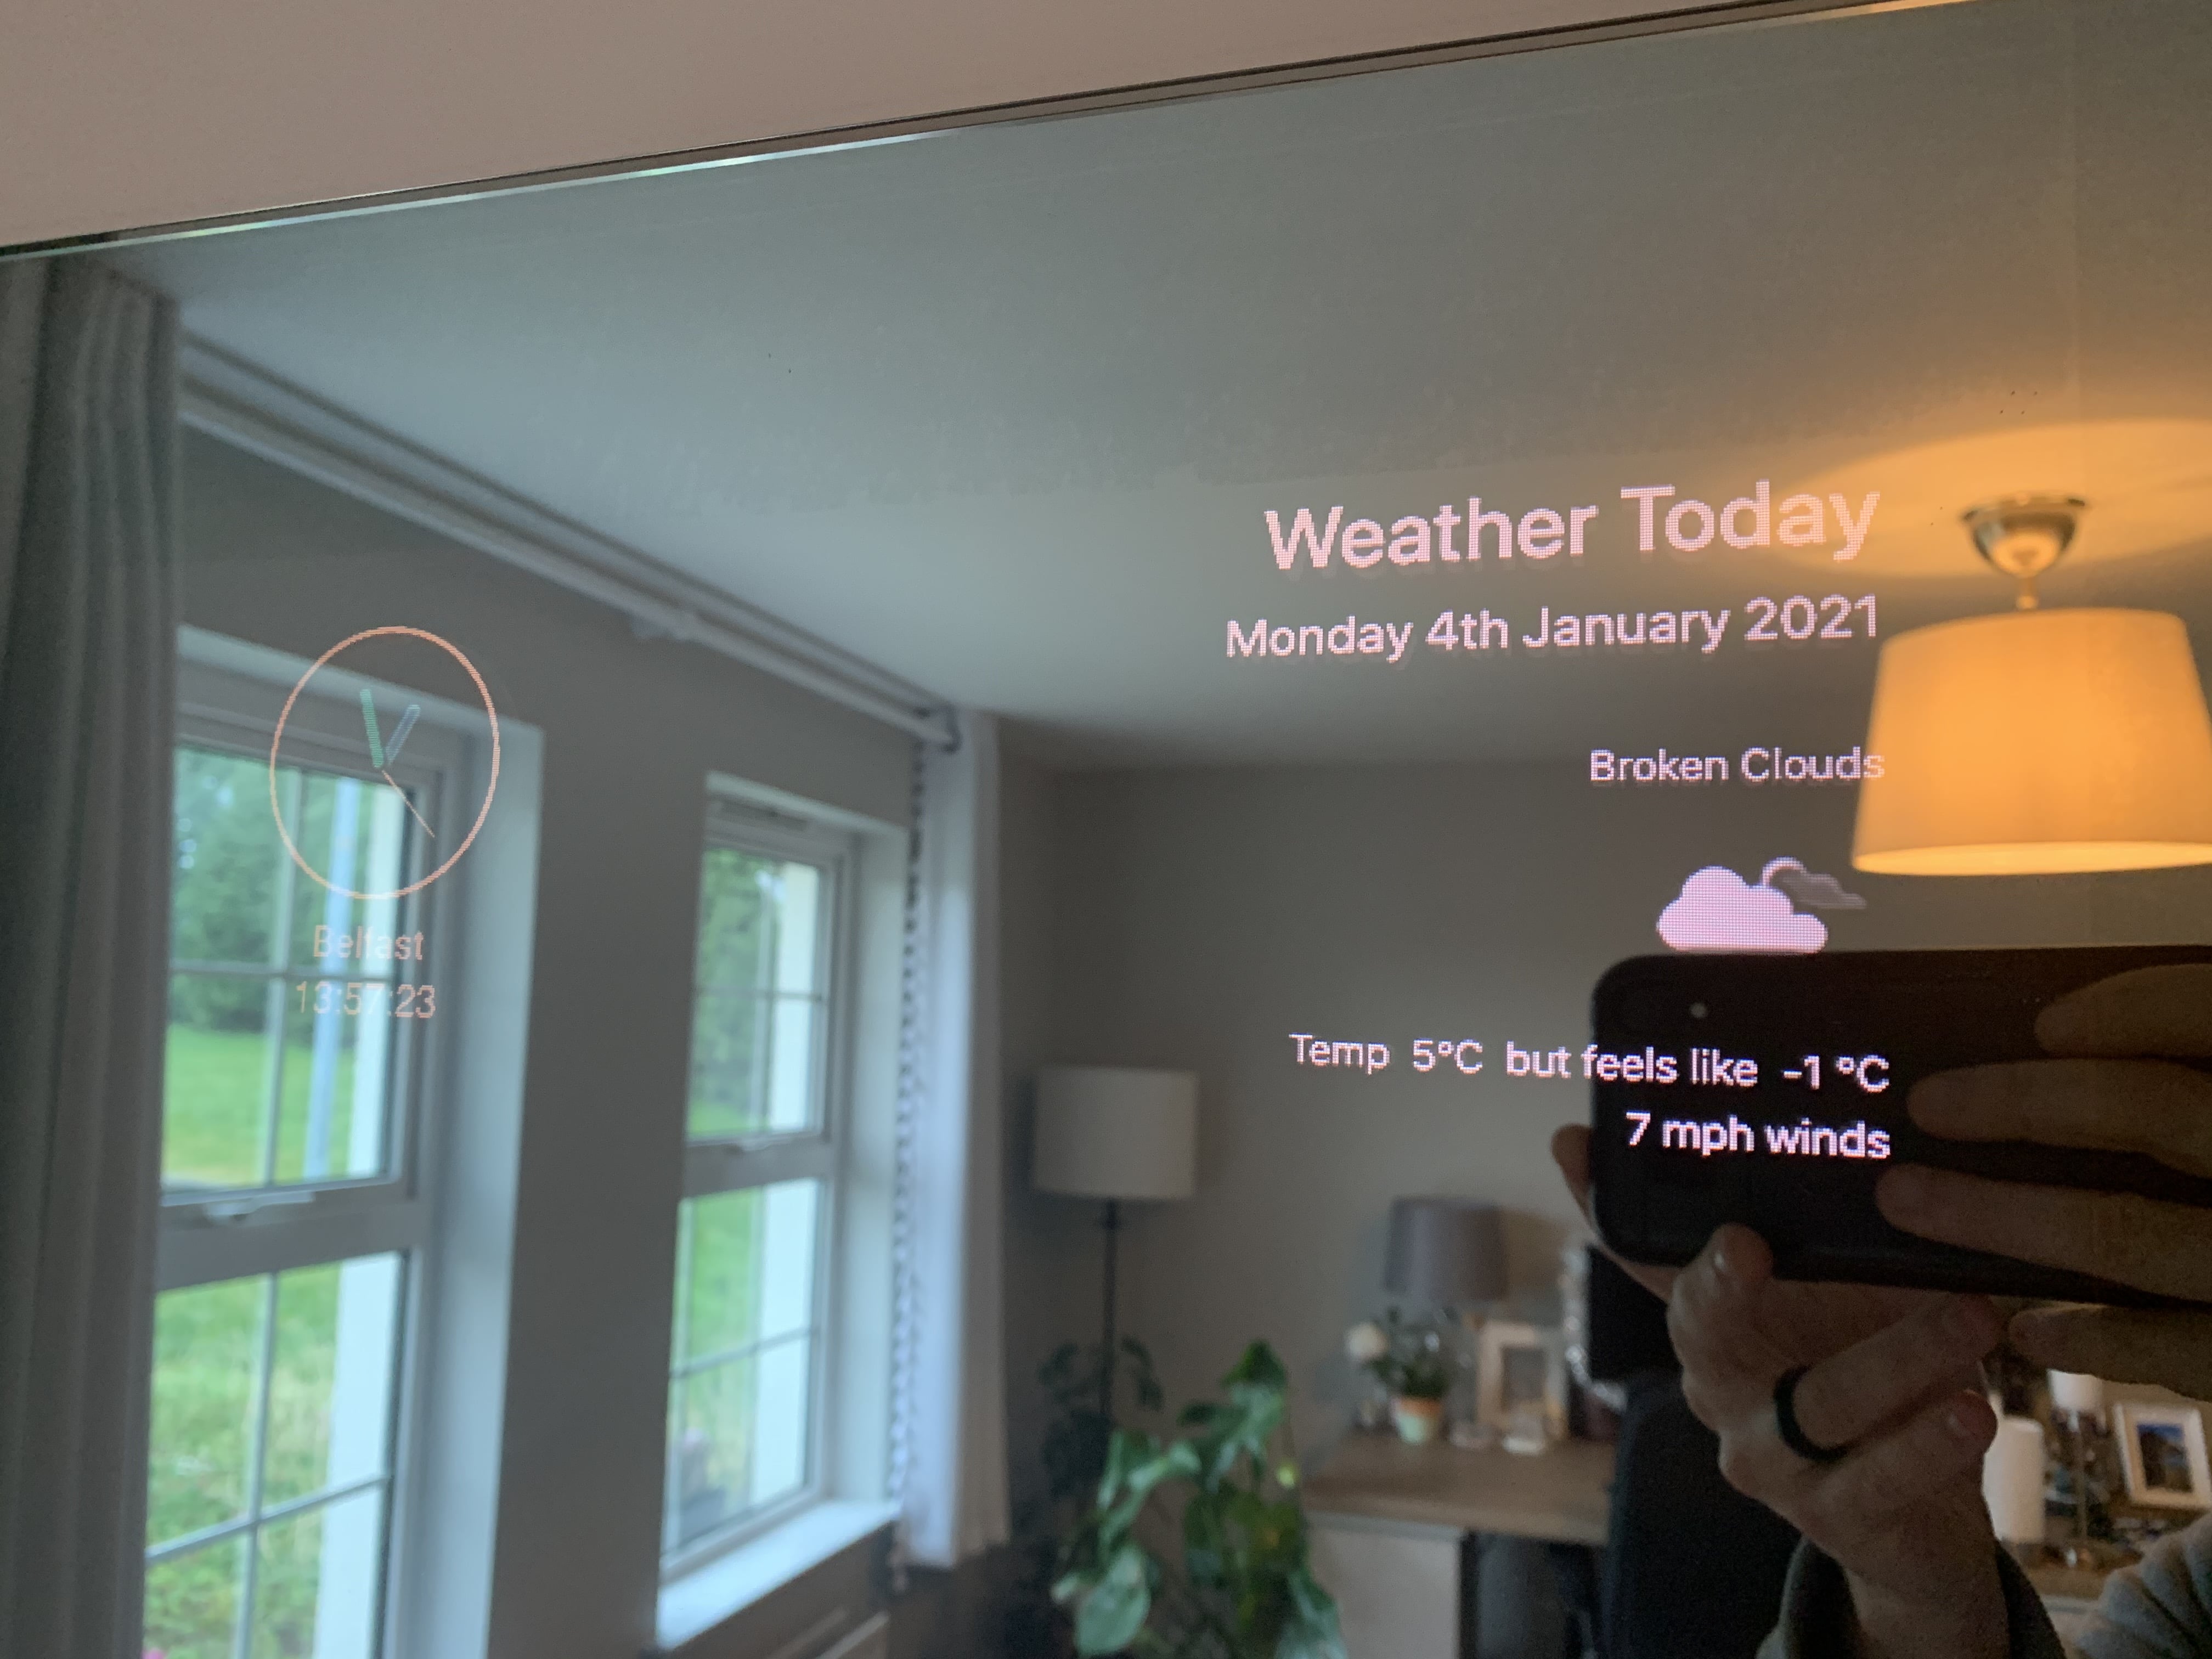 Weather Today
Monday 4th January 2021
Broken Clouds
Temp 5°C but feels like -1 °C
7 mph winds
Belfast
13:57:23